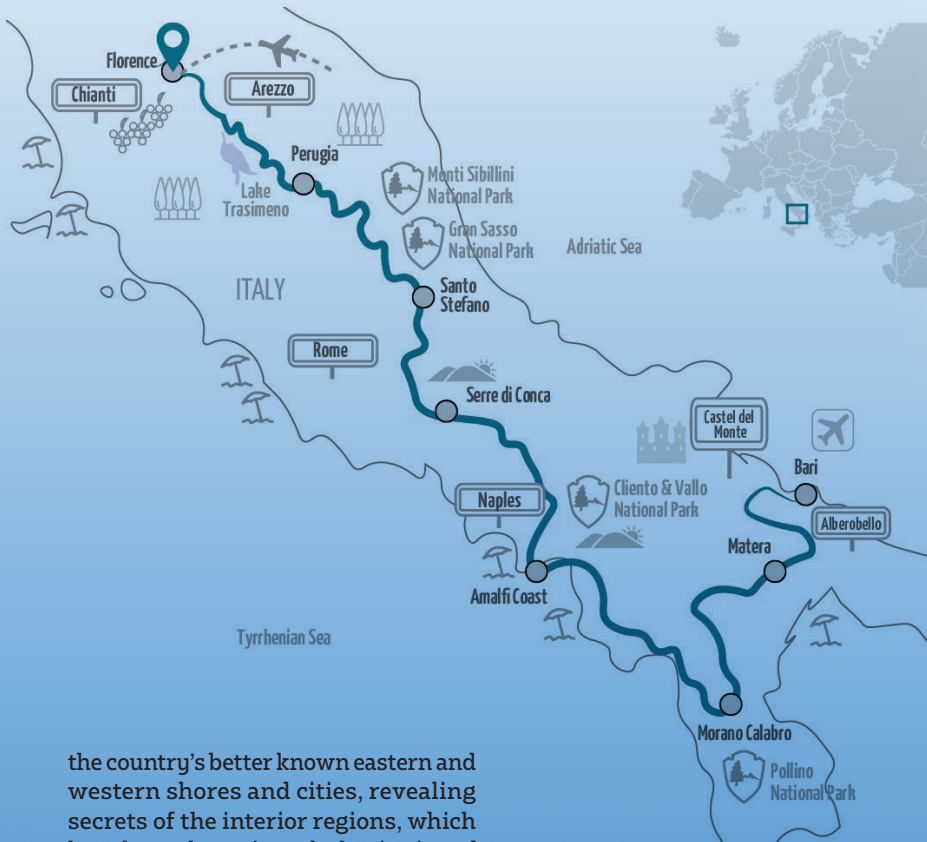 Florence
Chianti
Arezzo
Perugia
Lake
Trasimeno
Monti Sibillini
National Park
Gran Sasso
National Park
Adriatic Sea
ITALY
Santo
Stefano
Rome
Serre di Conca
Castel del
Monte
Bari
Cliento & Vallo
National Park
Naples
Alberobello
Matera
Amalfi Coast
Tyrrhenian Sea
Morano Calabro
Pollino
National Park
the country's better known eastern and
western shores and cities, revealing
secrets of the interior regions, which